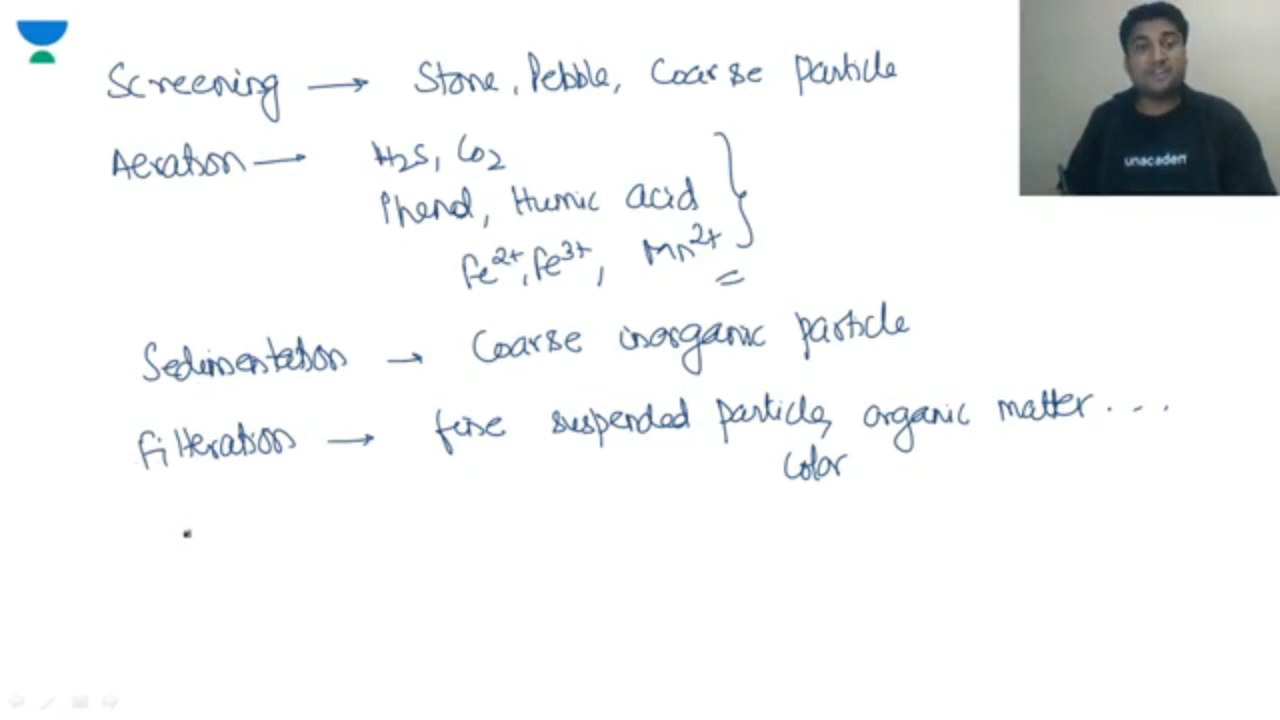 Screening → Stone, Pebble, Coarse particle
unacadem
Aeration → H2S, CO2
Phenol, Humic acid
Fe2+, Fe3+, Mn2+
Sedimentation → Coarse inorganic particle
Filteration → fine suspended particle, organic matter....
Color